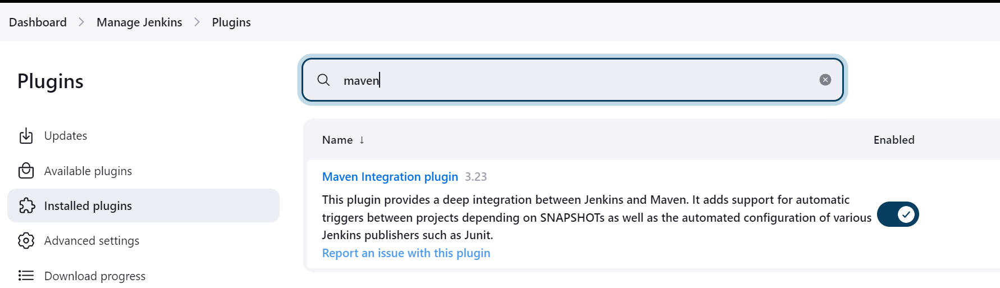 Dashboard > Manage Jenkins > Plugins
Plugins
Updates
Available plugins
Installed plugins
Advanced settings
Download progress
maven
Name ↓ Enabled
Maven Integration plugin 3.23
This plugin provides a deep integration between Jenkins and Maven. It adds support for automatic
triggers between projects depending on SNAPSHOTs as well as the automated configuration of various
Jenkins publishers such as Junit.
Report an issue with this plugin